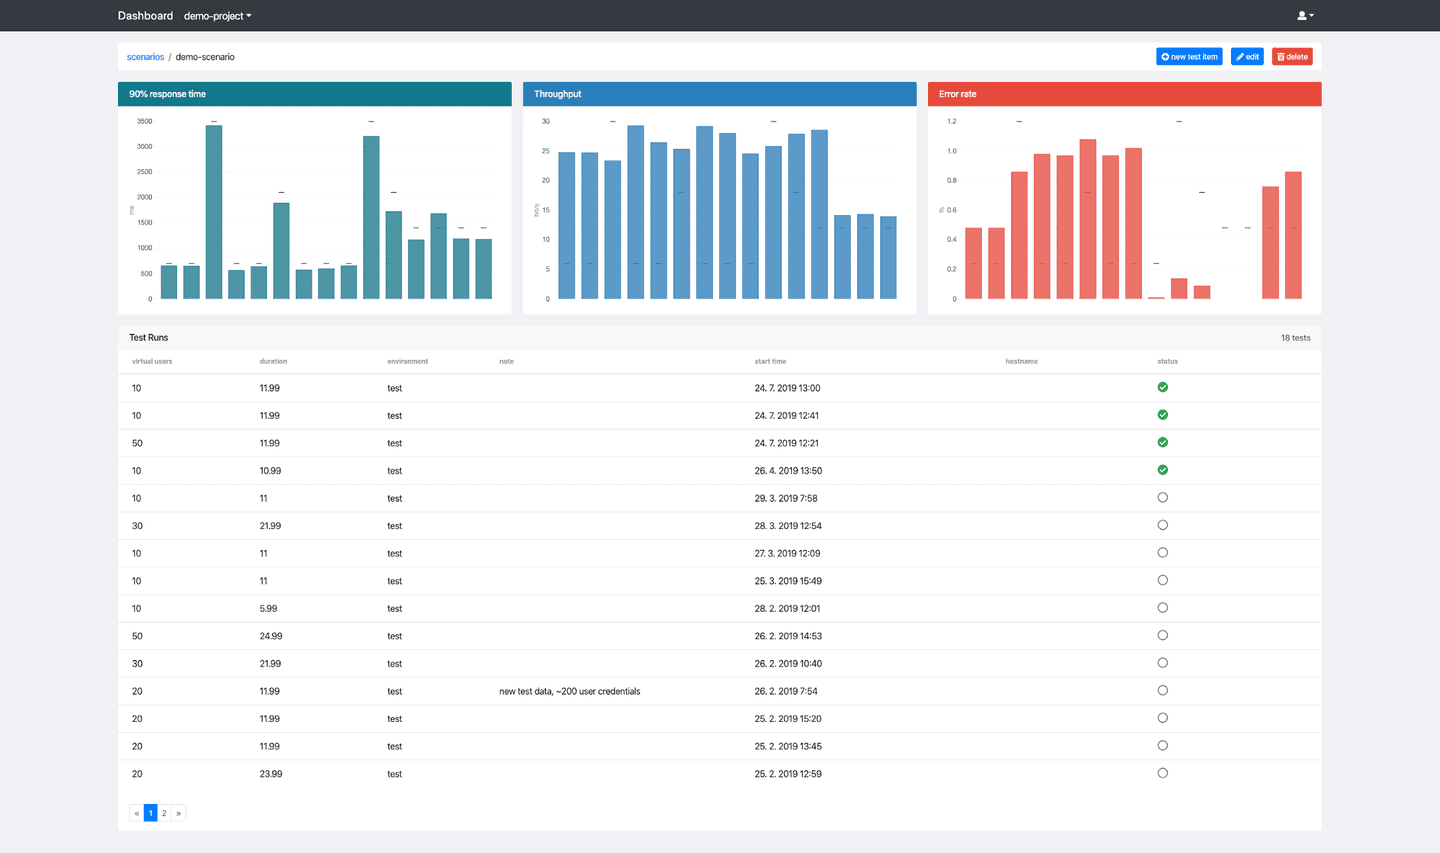 Dashboard demo-project
scenarios / demo-scenario
new test item edit delete
90% response time
3500
3000
2500
2000
1500
1000
500
0
ms
Throughput
30
25
20
15
10
5
0
hit/s
Error rate
1.2
1.0
0.8
0.6
0.4
0.2
0
%
Test Runs 18 tests
virtual users duration environment note start time hostname status
10 11.99 test 24. 7. 2019 13:00
10 11.99 test 24. 7. 2019 12:41
50 11.99 test 24. 7. 2019 12:21
10 10.99 test 26. 4. 2019 13:50
10 11 test 29. 3. 2019 7:58
30 21.99 test 28. 3. 2019 12:54
10 11 test 27. 3. 2019 12:09
10 11 test 25. 3. 2019 15:49
10 5.99 test 28. 2. 2019 12:01
50 24.99 test 26. 2. 2019 14:53
30 21.99 test 26. 2. 2019 10:40
20 11.99 test new test data, ~200 user credentials 26. 2. 2019 7:54
20 11.99 test 25. 2. 2019 15:20
20 11.99 test 25. 2. 2019 13:45
20 23.99 test 25. 2. 2019 12:59
« 1 2 »